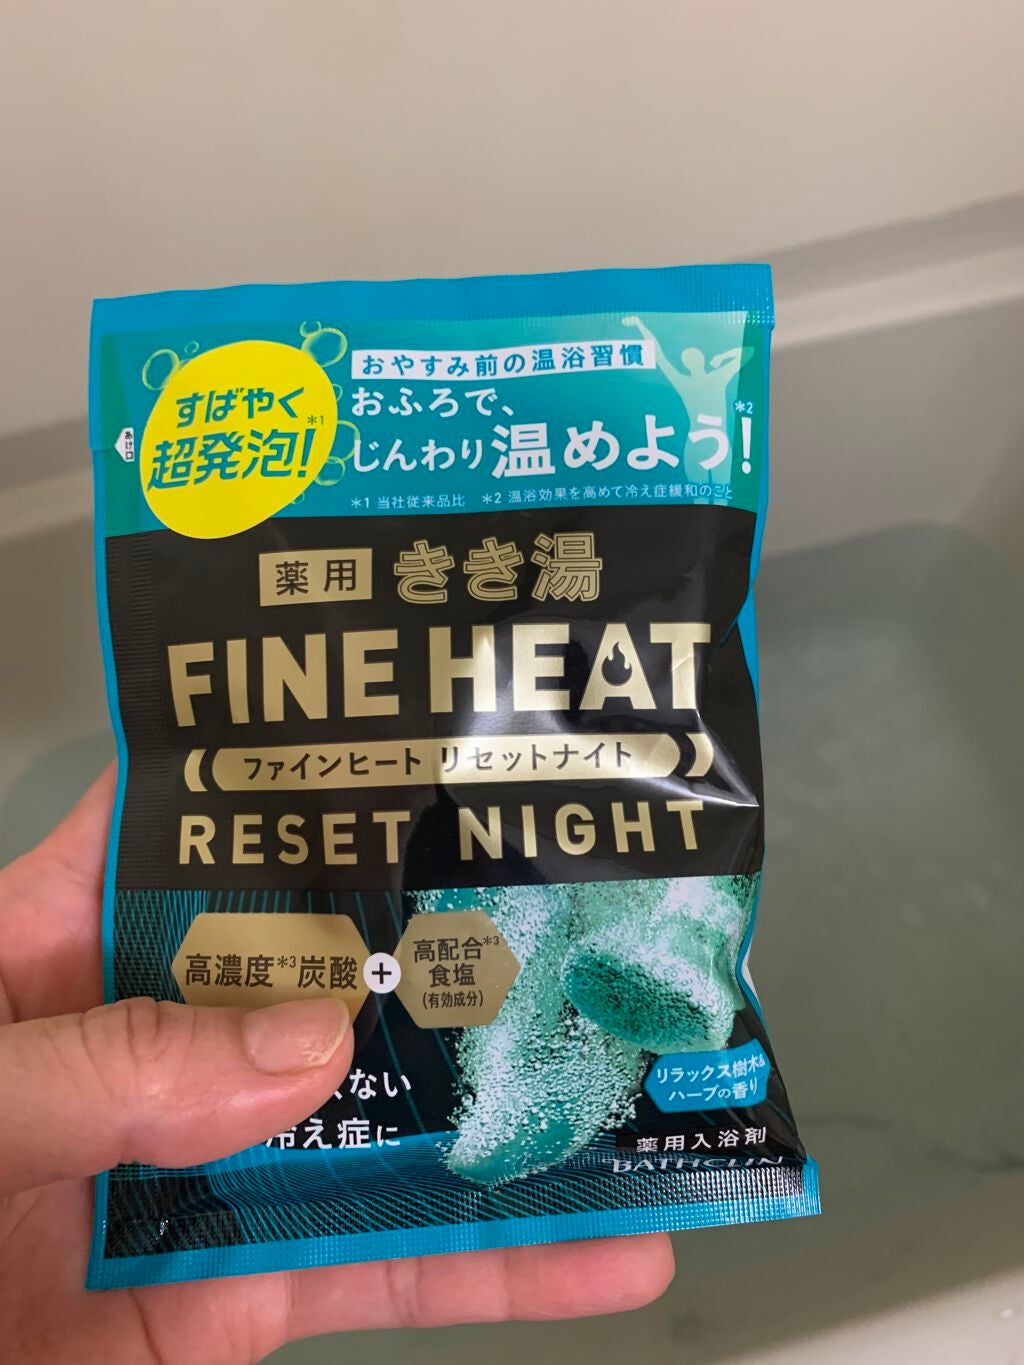 おやすみ前の温浴習慣
すばやく
超発泡!*1
おふろで、
じんわり温めよう!*2
*1 当社従来品比 *2 温浴効果を高めて冷え症緩和のこと
あけ口
薬用 きき湯
FINE HEAT
ファインヒート リセットナイト
RESET NIGHT
高濃度*3炭酸
+
高配合*3
食塩
(有効成分)
ない
冷え症に
リラックス樹木&
ハーブの香り
薬用入浴剤
BATHCLIN